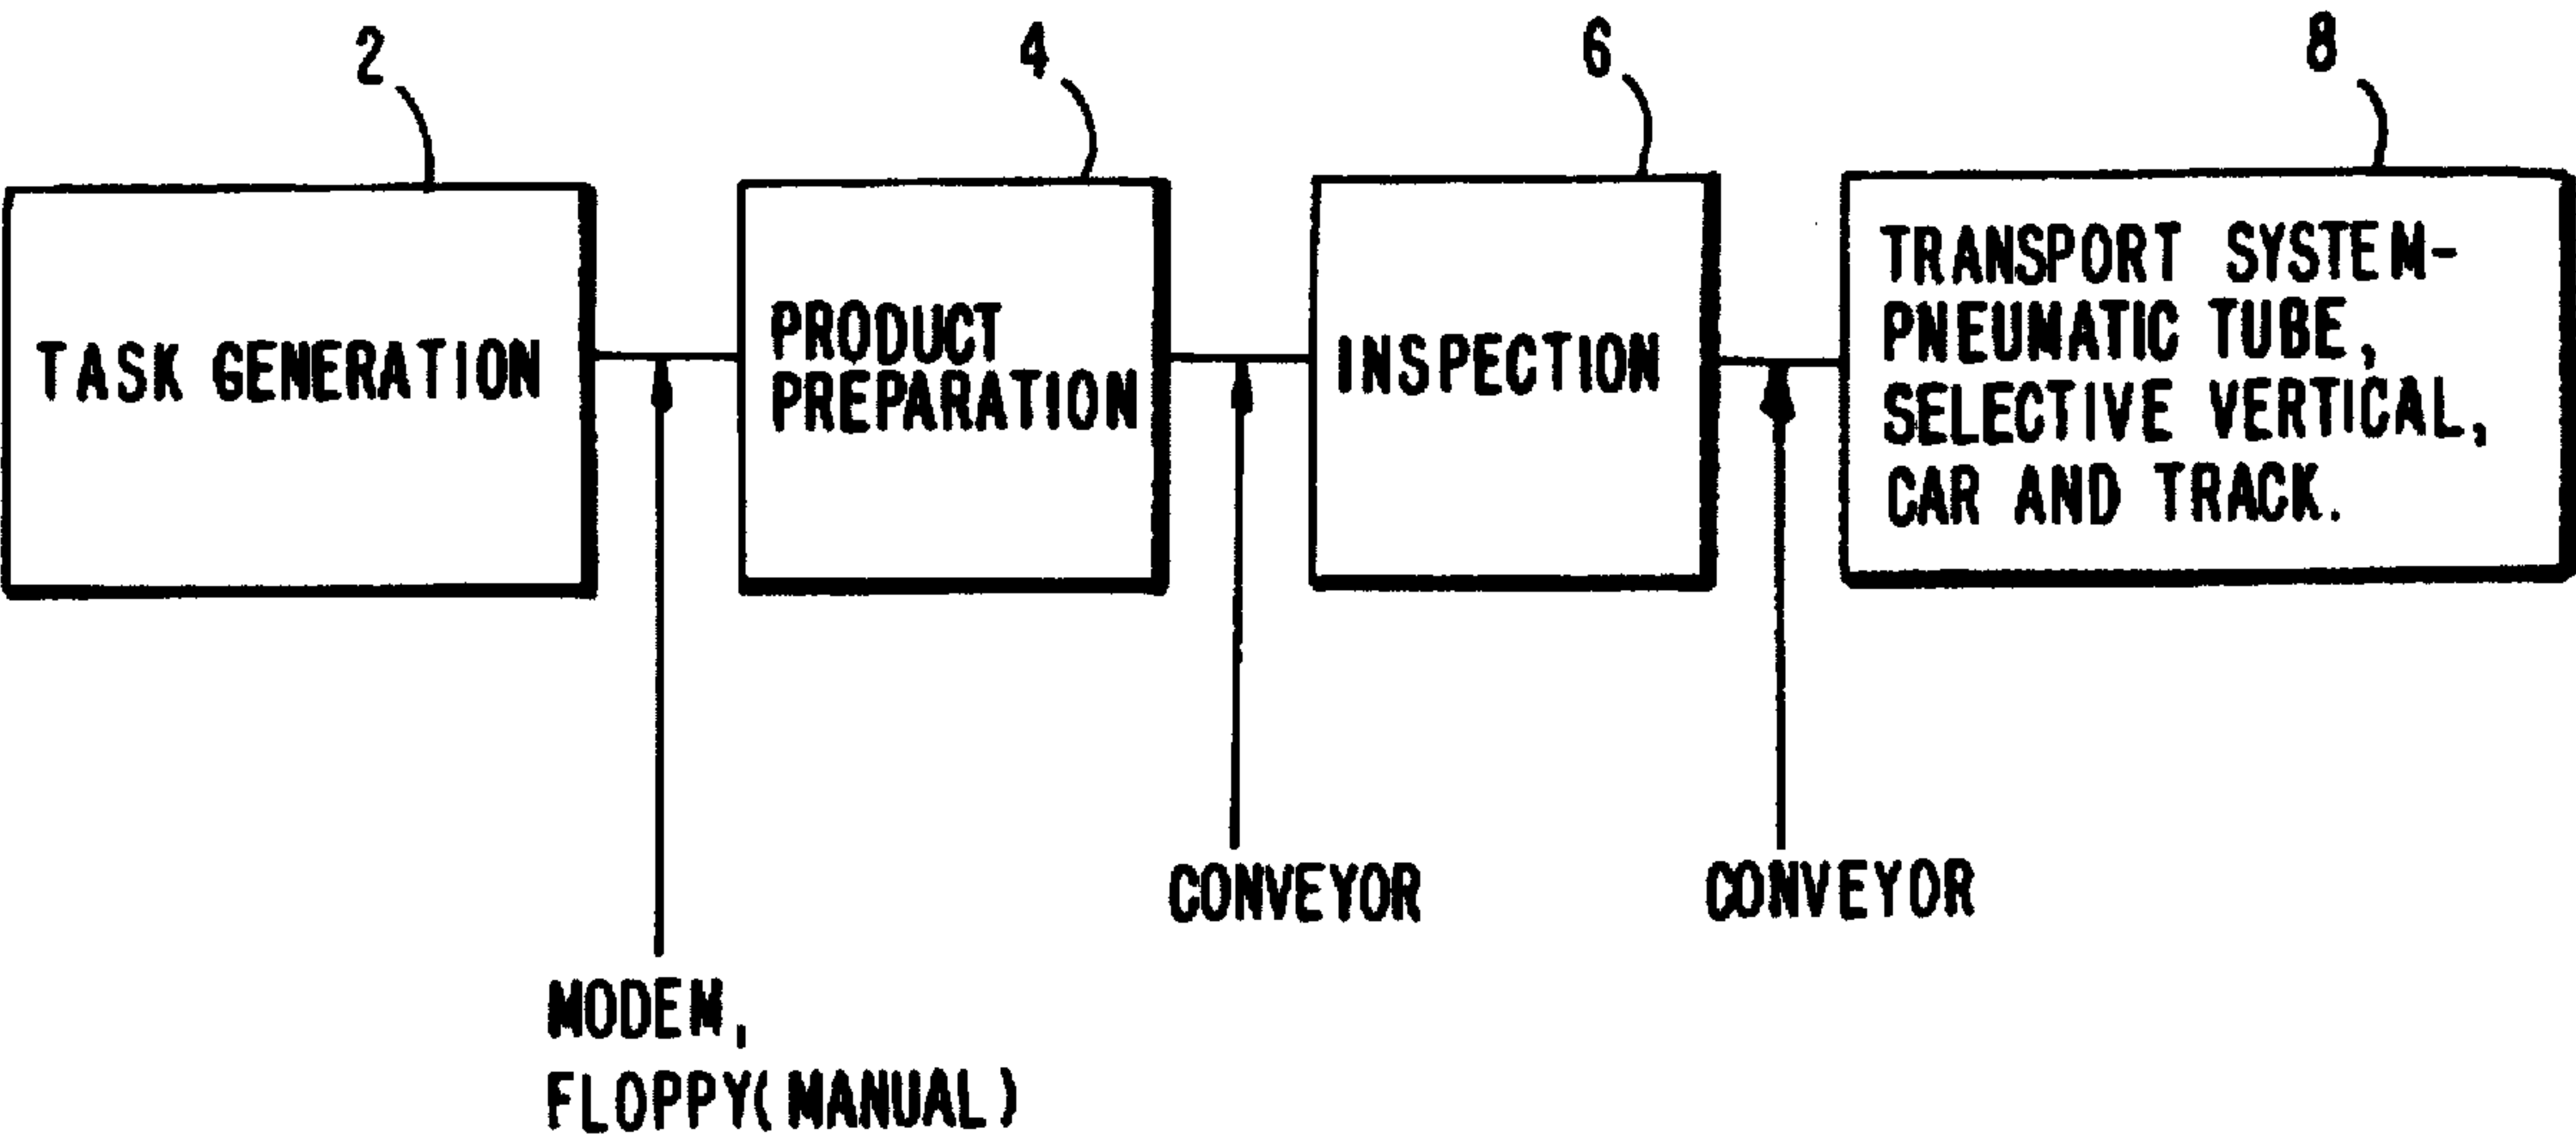 2
4
6
8
TASK GENERATION
PRODUCT
PREPARATION
INSPECTION
TRANSPORT SYSTEM-
PNEUMATIC TUBE,
SELECTIVE VERTICAL,
CAR AND TRACK.
CONVEYOR
CONVEYOR
MODEM,
FLOPPY(MANUAL)